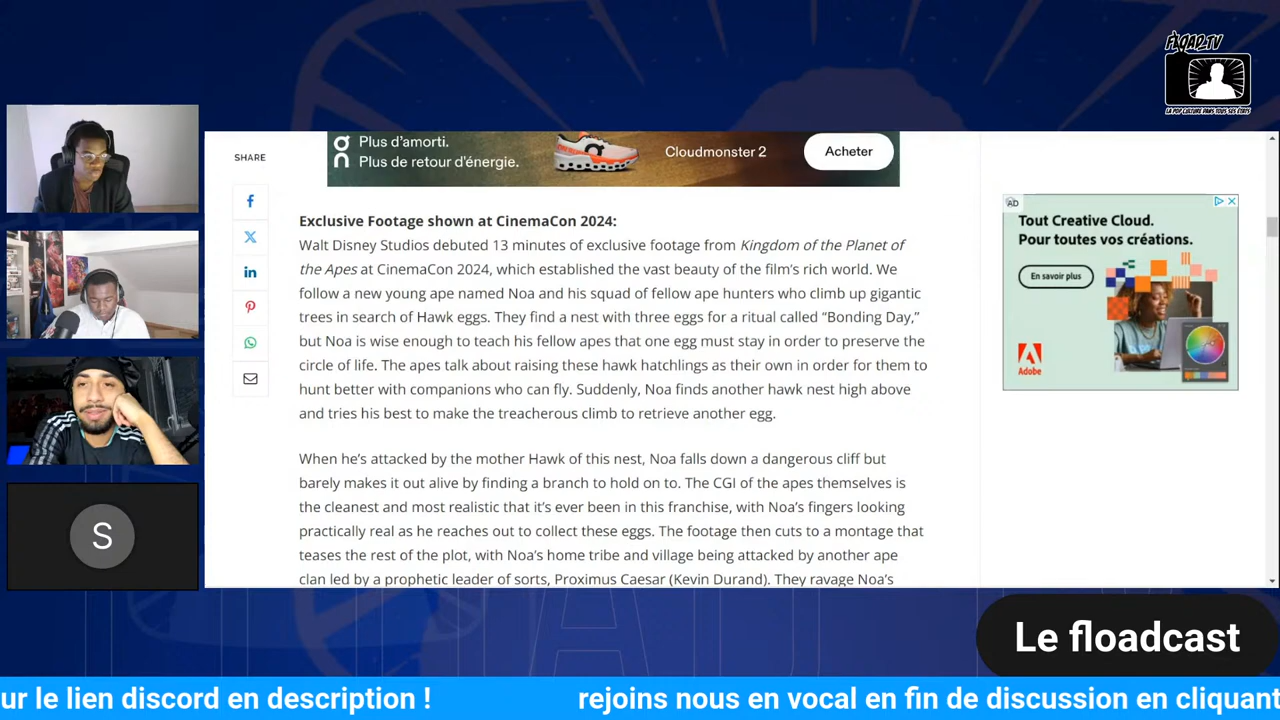 FLOAD.TV
LA POP CULTURE DANS TOUS SES ÉTATS
SHARE
Plus d'amorti.
Plus de retour d'énergie.
Cloudmonster 2
Acheter
Exclusive Footage shown at CinemaCon 2024:
Walt Disney Studios debuted 13 minutes of exclusive footage from Kingdom of the Planet of
the Apes at CinemaCon 2024, which established the vast beauty of the film's rich world. We
follow a new young ape named Noa and his squad of fellow ape hunters who climb up gigantic
trees in search of Hawk eggs. They find a nest with three eggs for a ritual called "Bonding Day,"
but Noa is wise enough to teach his fellow apes that one egg must stay in order to preserve the
circle of life. The apes talk about raising these hawk hatchlings as their own in order for them to
hunt better with companions who can fly. Suddenly, Noa finds another hawk nest high above
and tries his best to make the treacherous climb to retrieve another egg.
When he's attacked by the mother Hawk of this nest, Noa falls down a dangerous cliff but
barely makes it out alive by finding a branch to hold on to. The CGI of the apes themselves is
the cleanest and most realistic that it's ever been in this franchise, with Noa's fingers looking
practically real as he reaches out to collect these eggs. The footage then cuts to a montage that
teases the rest of the plot, with Noa's home tribe and village being attacked by another ape
clan led by a prophetic leader of sorts, Proximus Caesar (Kevin Durand). They ravage Noa's
AD
Tout Creative Cloud.
Pour toutes vos créations.
En savoir plus
Adobe
S
Le floadcast
ur le lien discord en description !
rejoins nous en vocal en fin de discussion en cliquant